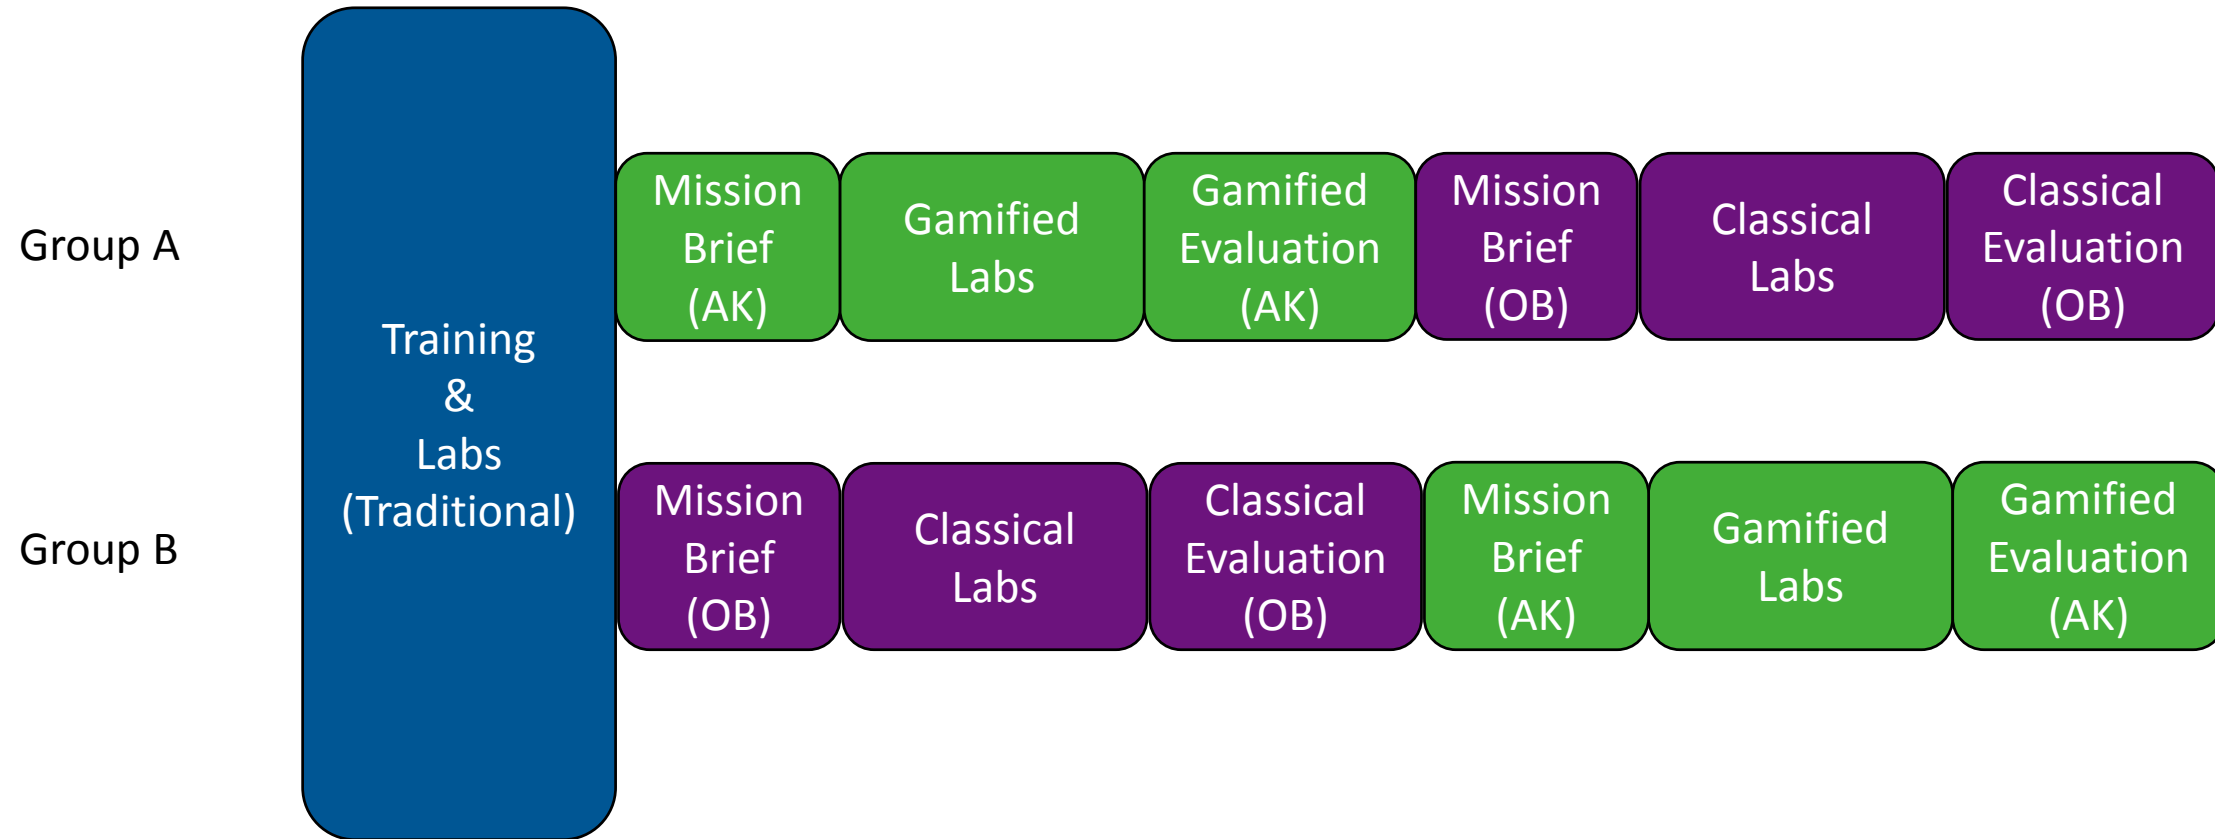 Group A
Training
&
Labs
(Traditional)
Mission
Brief
(AK)
Gamified
Labs
Gamified
Evaluation
(AK)
Mission
Brief
(OB)
Classical
Labs
Classical
Evaluation
(OB)
Group B
Mission
Brief
(OB)
Classical
Labs
Classical
Evaluation
(OB)
Mission
Brief
(AK)
Gamified
Labs
Gamified
Evaluation
(AK)